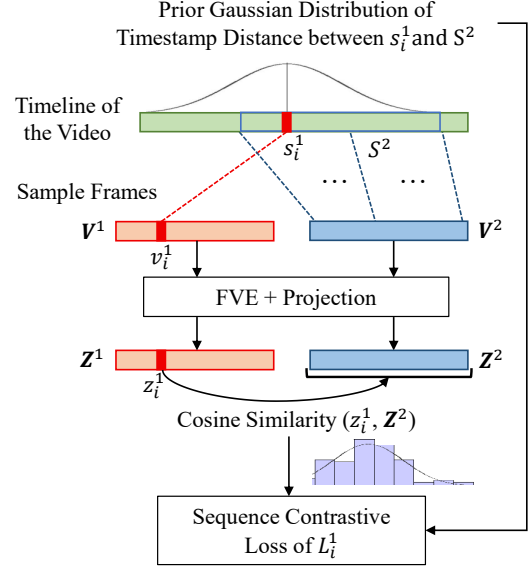 Prior Gaussian Distribution of
Timestamp Distance between s_i^1 and S^2
Timeline of
the Video
s_i^1
S^2
... ...
Sample Frames
V^1
V^2
v_i^1
FVE + Projection
Z^1
Z^2
z_i^1
Cosine Similarity (z_i^1, Z^2)
Sequence Contrastive
Loss of L_i^1